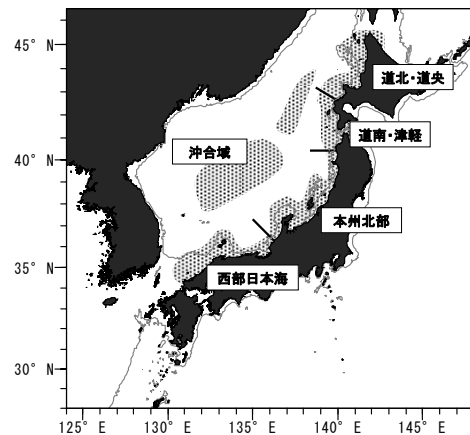 45° N
40° N
35° N
30° N
125° E
130° E
135° E
140° E
145° E
道北・道央
道南・津軽
沖合域
本州北部
西部日本海